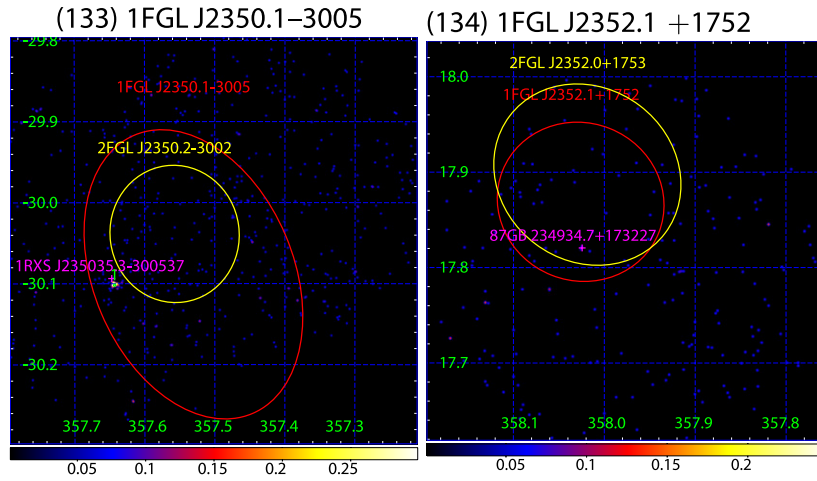 (133) 1FGL J2350.1−3005
-29.8
1FGL J2350.1-3005
-29.9
2FGL J2350.2-3002
-30.0
1RXS J235035.3-300537
1
-30.1
-30.2
357.7 357.6 357.5 357.4 357.3
0.05 0.1 0.15 0.2 0.25
(134) 1FGL J2352.1 +1752
2FGL J2352.0+1753
18.0
1FGL J2352.1+1752
17.9
87GB 234934.7+173227
17.8
17.7
358.1 358.0 357.9 357.8
0.05 0.1 0.15 0.2